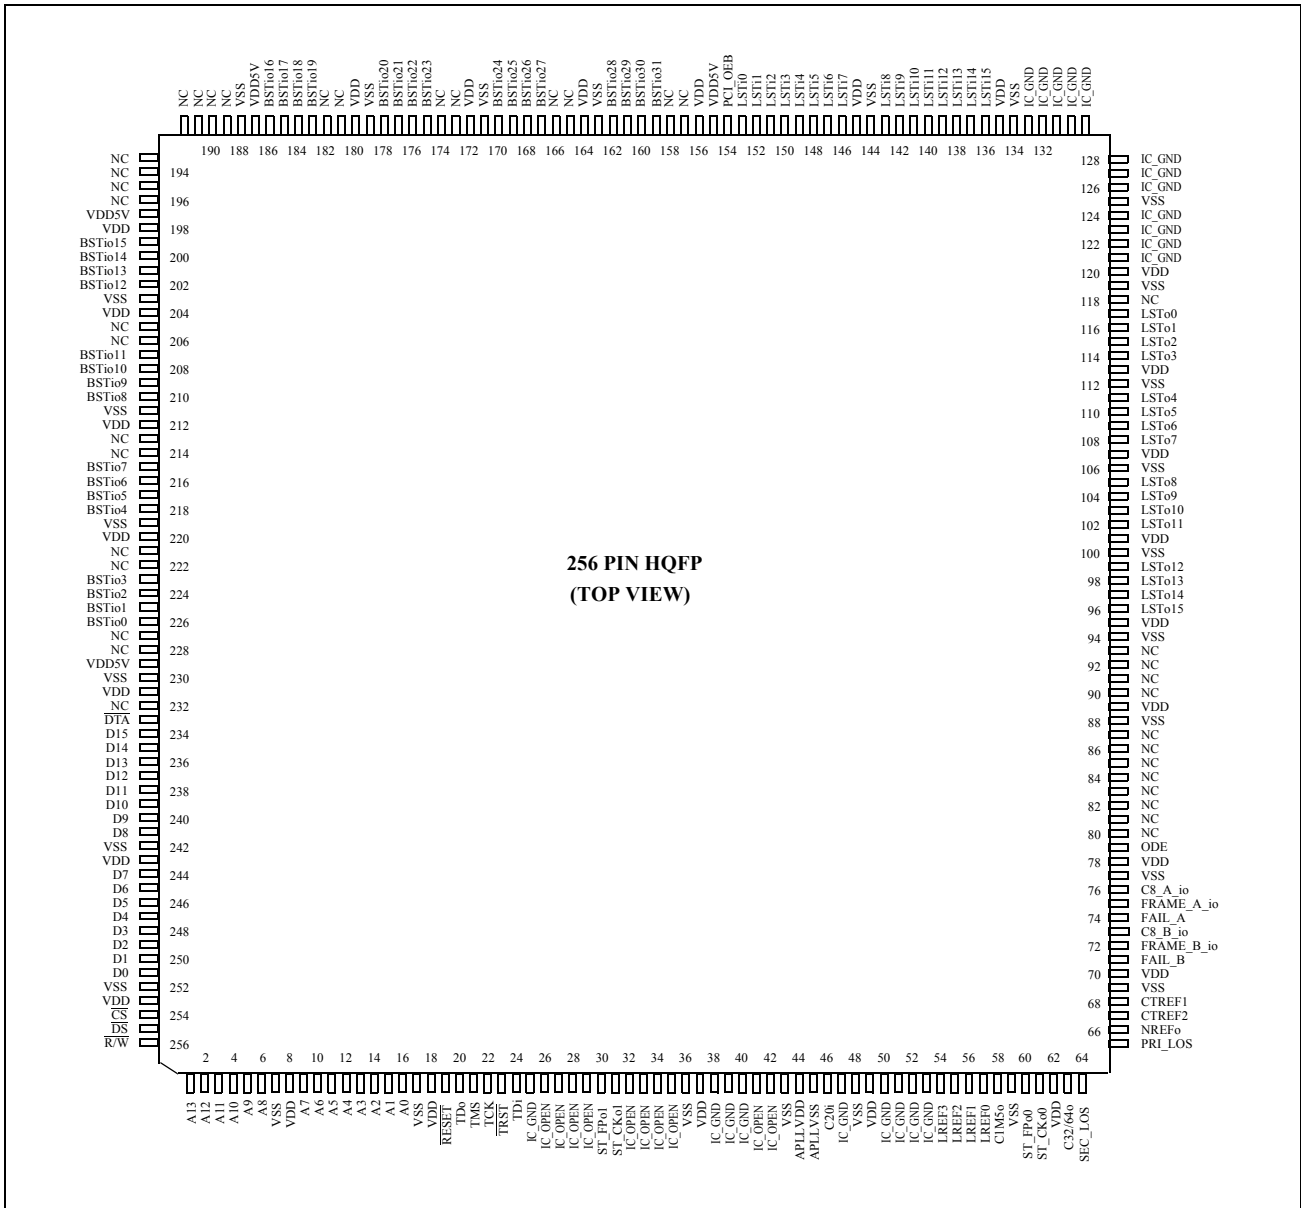 NC NC NC NC VSS VDD5V BSTio16 BSTio17 BSTio18 BSTio19 NC NC VDD VSS BSTio20 BSTio21 BSTio22 BSTio23 NC NC VDD VSS BSTio24 BSTio25 BSTio26 BSTio27 NC NC VDD VSS BSTio28 BSTio29 BSTio30 BSTio31 NC NC VDD VDD5V PCI_OEB LSTi0 LSTi1 LSTi2 LSTi3 LSTi4 LSTi5 LSTi6 LSTi7 VDD VSS LSTi8 LSTi9 LSTi10 LSTi11 LSTi12 LSTi13 LSTi14 LSTi15 VDD VSS IC_GND IC_GND IC_GND IC_GND IC_GND
190 188 186 184 182 180 178 176 174 172 170 168 166 164 162 160 158 156 154 152 150 148 146 144 142 140 138 136 134 132
NC
NC 194
NC
NC 196
VDD5V
VDD 198
BSTio15
BSTio14 200
BSTio13
BSTio12 202
VSS
VDD 204
NC
NC 206
BSTio11
BSTio10 208
BSTio9
BSTio8 210
VSS
VDD 212
NC
NC 214
BSTio7
BSTio6 216
BSTio5
BSTio4 218
VSS
VDD 220
NC
NC 222
BSTio3
BSTio2 224
BSTio1
BSTio0 226
NC
NC 228
VDD5V
VSS 230
VDD
NC 232
DTA
D15 234
D14
D13 236
D12
D11 238
D10
D9 240
D8
VSS 242
VDD
D7 244
D6
D5 246
D4
D3 248
D2
D1 250
D0
VSS 252
VDD
CS 254
DS
R/W 256
256 PIN HQFP
(TOP VIEW)
128 IC_GND
IC_GND
126 IC_GND
VSS
124 IC_GND
IC_GND
122 IC_GND
IC_GND
120 VDD
VSS
118 NC
LSTo0
116 LSTo1
LSTo2
114 LSTo3
VDD
112 VSS
LSTo4
110 LSTo5
LSTo6
108 LSTo7
VDD
106 VSS
LSTo8
104 LSTo9
LSTo10
102 LSTo11
VDD
100 VSS
LSTo12
98 LSTo13
LSTo14
96 LSTo15
VDD
94 VSS
NC
92 NC
NC
90 NC
VDD
88 VSS
NC
86 NC
NC
84 NC
NC
82 NC
NC
80 NC
ODE
78 VDD
VSS
76 C8_A_io
FRAME_A_io
74 FAIL_A
C8_B_io
72 FRAME_B_io
FAIL_B
70 VDD
VSS
68 CTREF1
CTREF2
66 NREFo
PRI_LOS
2 4 6 8 10 12 14 16 18 20 22 24 26 28 30 32 34 36 38 40 42 44 46 48 50 52 54 56 58 60 62 64
A13 A12 A11 A10 A9 A8 VSS VDD A7 A6 A5 A4 A3 A2 A1 A0 VSS VDD RESET TDo TMS TCK TRST TDi IC_GND IC_OPEN IC_OPEN IC_OPEN IC_OPEN ST_FPo1 ST_CKo1 IC_OPEN IC_OPEN IC_OPEN IC_OPEN VSS VDD IC_GND IC_GND IC_GND IC_OPEN IC_OPEN VSS APLLVDD APLLVSS C20i IC_GND VSS VDD IC_GND IC_GND IC_GND IC_GND LREF3 LREF2 LREF1 LREF0 C1M5o VSS ST_FPo0 ST_CKo0 VDD C32/64o SEC_LOS